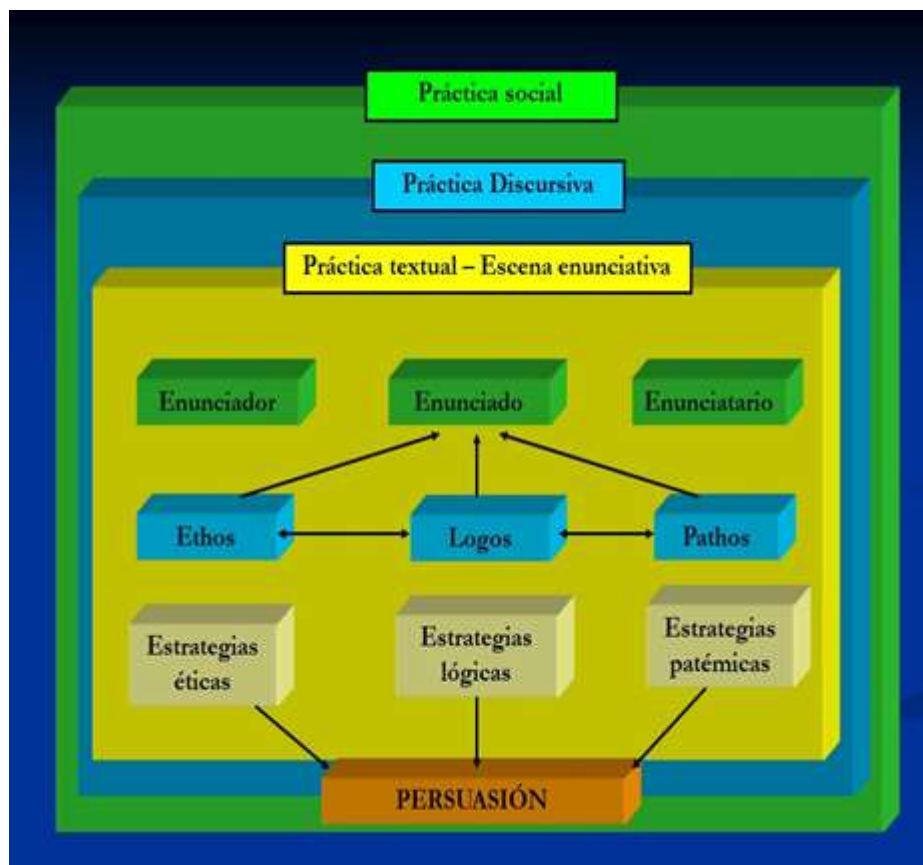 Práctica social
Práctica Discursiva
Práctica textual – Escena enunciativa
Enunciador
Enunciado
Enunciatario
Ethos
Logos
Pathos
Estrategias
éticas
Estrategias
lógicas
Estrategias
patémicas
PERSUASIÓN